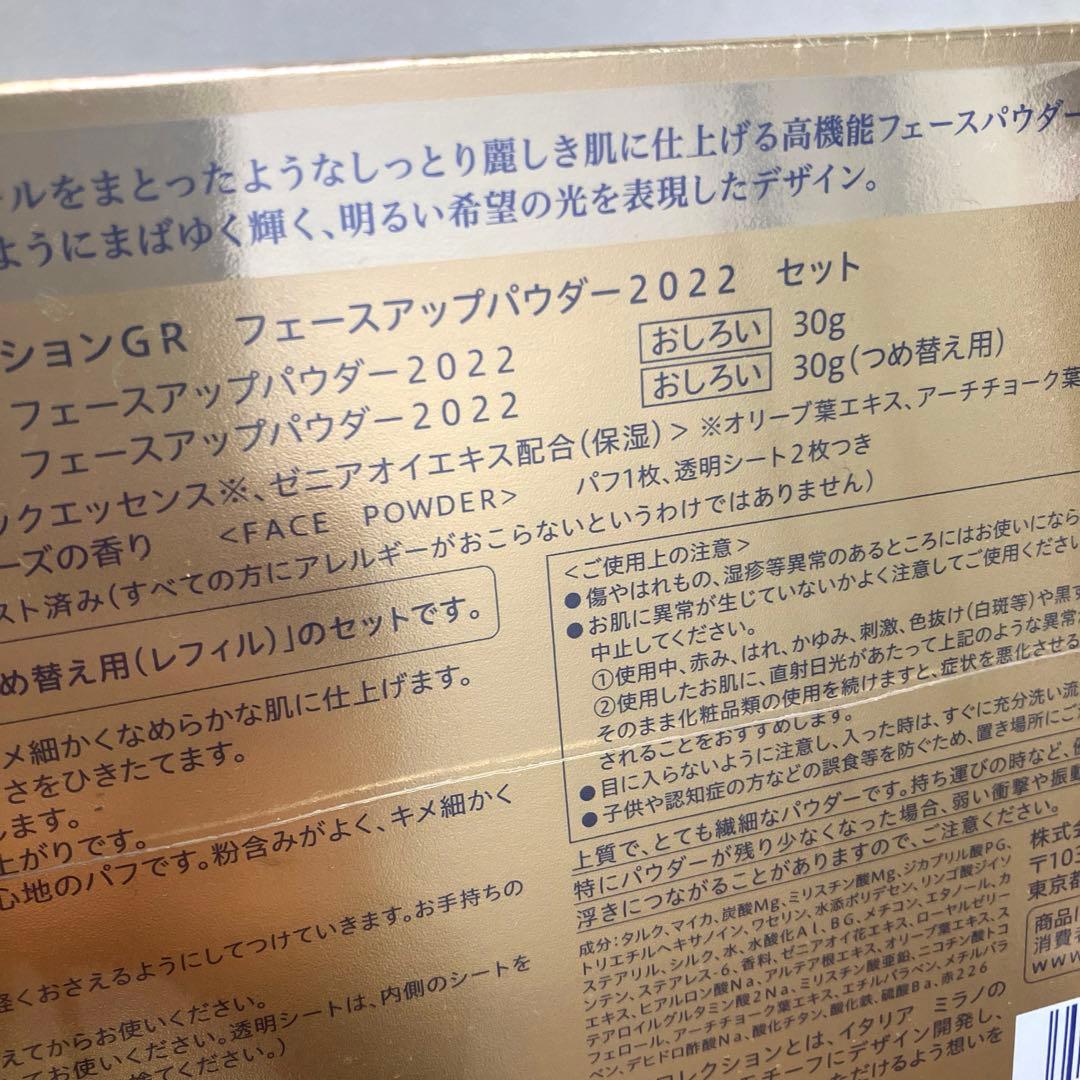 ールをまとったようなしっとり麗しき肌に仕上げる高機能フェースパウダー
ようにまばゆく輝く、明るい希望の光を表現したデザイン。
ションGR フェースアップパウダー2022 セット
フェースアップパウダー2022 おしろい 30g
フェースアップパウダー2022 おしろい 30g(つめ替え用)
ックエッセンス※、ゼニアオイエキス配合(保湿)> ※オリーブ葉エキス、アーチチョーク葉
ーズの香り <FACE POWDER> パフ1枚、透明シート2枚つき
スト済み(すべての方にアレルギーがおこらないというわけではありません)
め替え用(レフィル)」のセットです。
メ細かくなめらかな肌に仕上げます。
さをひきたてます。
します。
上がりです。
心地のパフです。粉含みがよく、キメ細かく
軽くおさえるようにしてつけていきます。お手持ちの
えてからお使いください。
てお使いください。透明シートは、内側のシートを
捨てください。)
<ご使用上の注意>
●傷やはれもの、湿疹等異常のあるところにはお使いになら
●お肌に異常が生じていないかよく注意してご使用ください
中止してください。
①使用中、赤み、はれ、かゆみ、刺激、色抜け(白斑等)や黒ず
②使用したお肌に、直射日光があたって上記のような異常
そのまま化粧品類の使用を続けますと、症状を悪化させる
されることをおすすめします。
●目に入らないように注意し、入った時は、すぐに充分洗い流
●子供や認知症の方などの誤食等を防ぐため、置き場所にご
上質で、とても繊細なパウダーです。持ち運びの時など、
特にパウダーが残り少なくなった場合、弱い衝撃や振動
浮きにつながることがありますので、ご注意ください。
成分:タルク、マイカ、炭酸Mg、ミリスチン酸Mg、ジカプリル酸PG、
トリエチルヘキサノイン、ワセリン、水添ポリデセン、リンゴ酸ジイソ
ステアリル、シルク、水、水酸化Al、BG、メチコン、エタノール、カ
ンテン、ステアレス-6、香料、ゼニアオイ花エキス、ローヤルゼリー
エキス、ヒアルロン酸Na、アルテア根エキス、オリーブ葉エキス、ス
テアロイルグルタミン酸2Na、ミリスチン酸亜鉛、ニコチン酸トコ
フェロール、アーチチョーク葉エキス、エチルパラベン、メチルパラ
ベン、デヒドロ酢酸Na、酸化チタン、酸化鉄、硫酸Ba、赤226
コレクションとは、イタリア ミラノの
モチーフにデザイン開発し、
ただけるよう想いを
株式
〒103
東京都
商品
消費者
www